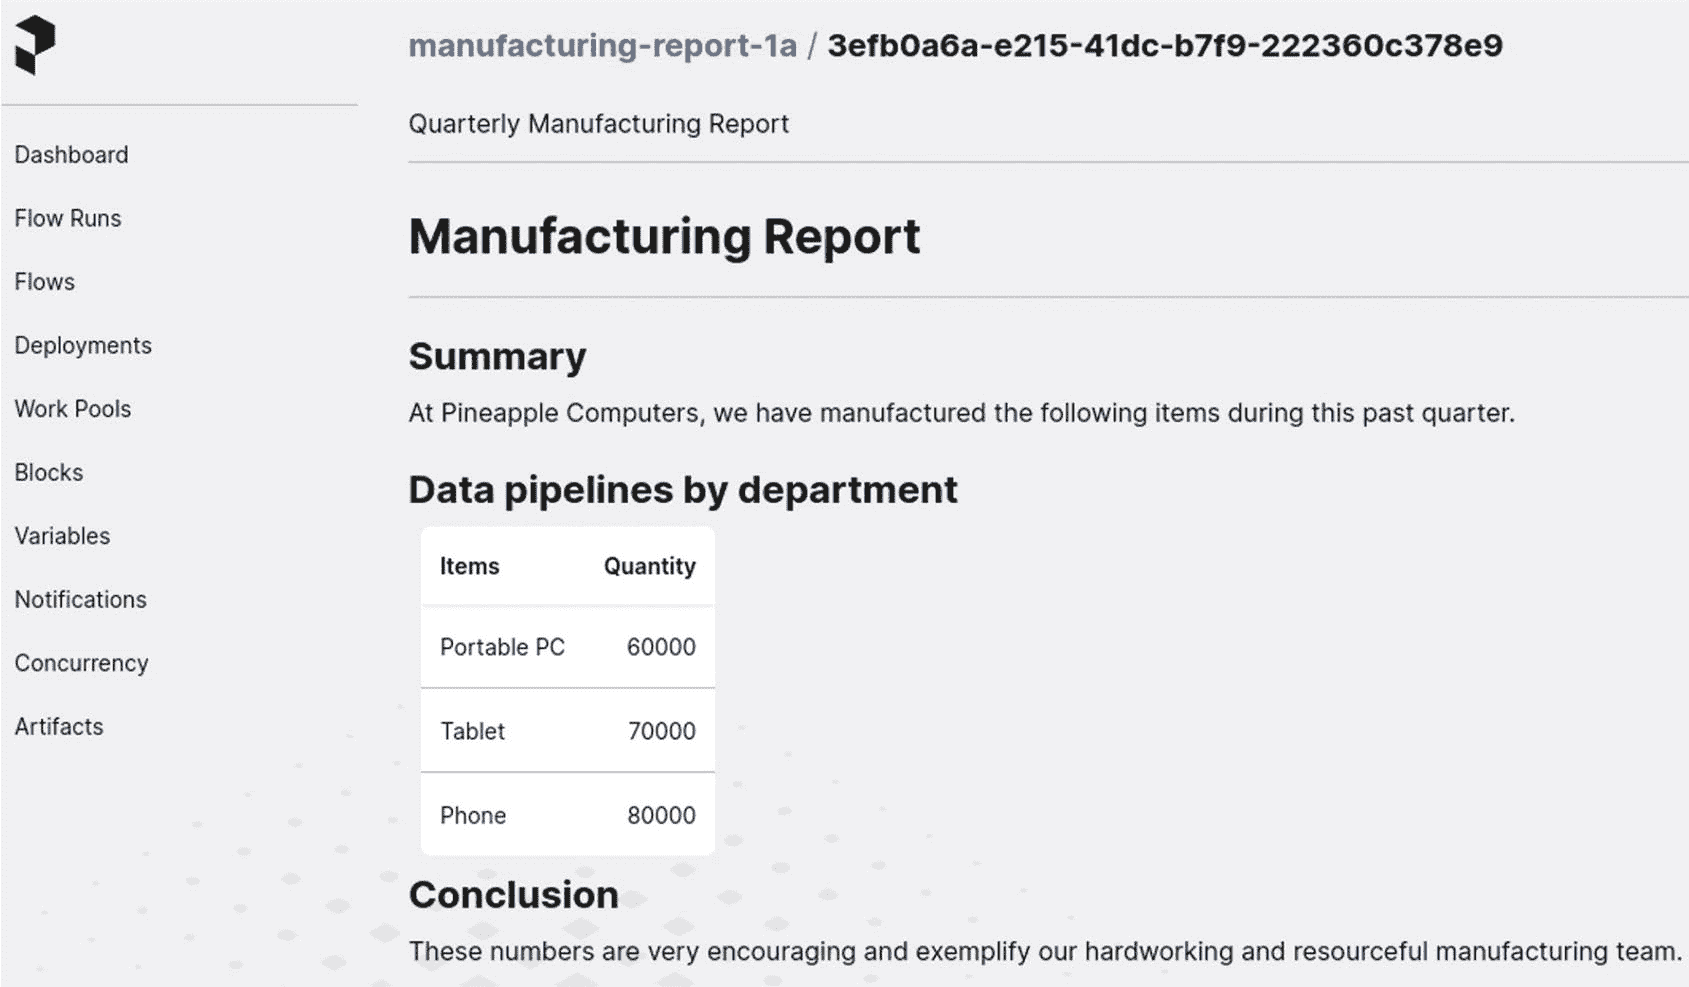 manufacturing-report-1a / 3efb0a6a-e215-41dc-b7f9-222360c378e9
Quarterly Manufacturing Report
Dashboard
Flow Runs
Flows
Deployments
Work Pools
Blocks
Variables
Notifications
Concurrency
Artifacts
Manufacturing Report
Summary
At Pineapple Computers, we have manufactured the following items during this past quarter.
Data pipelines by department
Items Quantity
Portable PC 60000
Tablet 70000
Phone 80000
Conclusion
These numbers are very encouraging and exemplify our hardworking and resourceful manufacturing team.